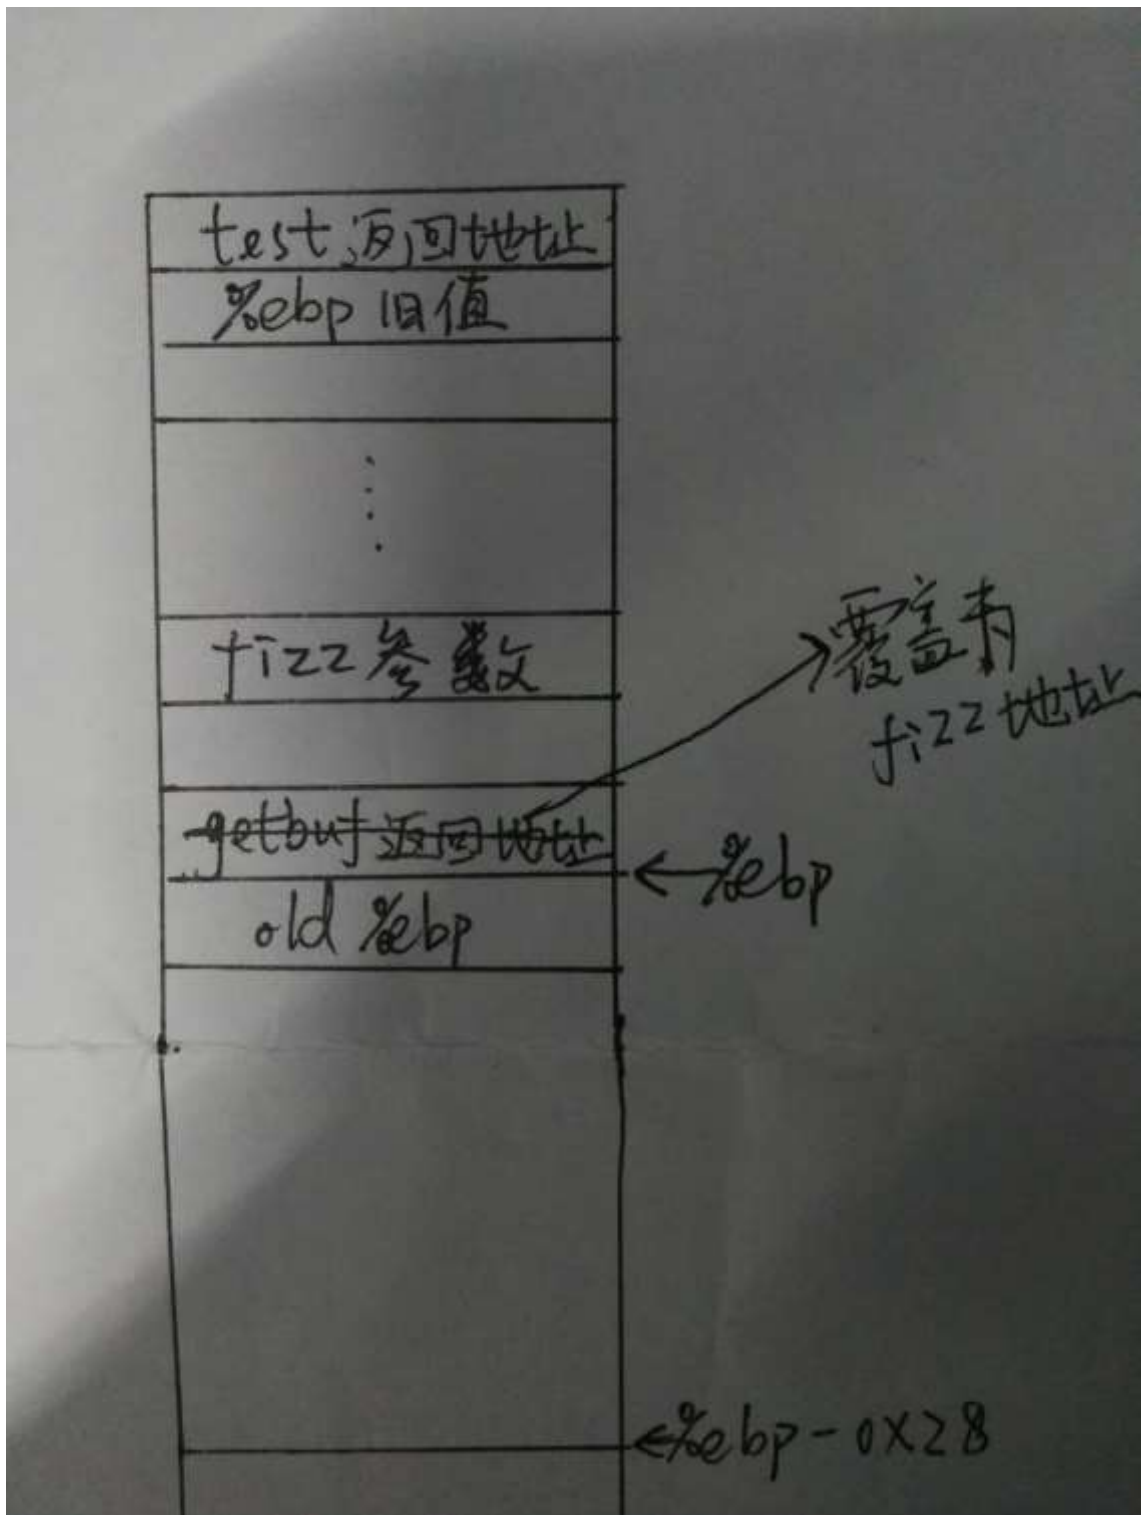 test返回地址
%ebp 旧值
fizz参数
覆盖为
fizz地址
getbuf返回地址
%ebp
old %ebp
%ebp-0x28